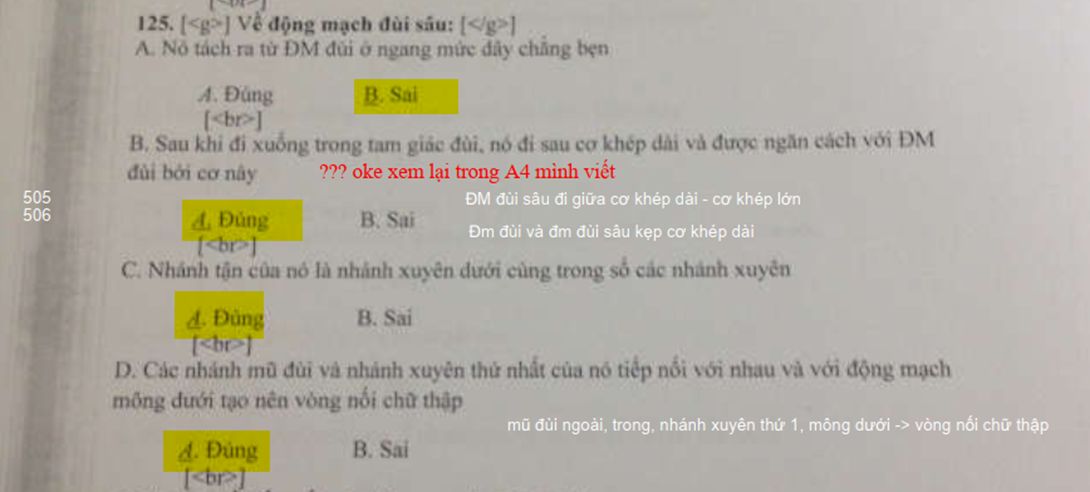 125. [<g>] Về động mạch đùi sâu: [</g>]
A. Nó tách ra từ ĐM đùi ở ngang mức dây chằng bẹn
A. Đúng B. Sai
[<br>]
B. Sau khi đi xuống trong tam giác đùi, nó đi sau cơ khép dài và được ngăn cách với ĐM
đùi bởi cơ này ??? oke xem lại trong A4 mình viết
505
506
ĐM đùi sâu đi giữa cơ khép dài - cơ khép lớn
A. Đúng B. Sai
Đm đùi và đm đùi sâu kẹp cơ khép dài
[<br>]
C. Nhánh tận của nó là nhánh xuyên dưới cùng trong số các nhánh xuyên
A. Đúng B. Sai
[<br>]
D. Các nhánh mũ đùi và nhánh xuyên thứ nhất của nó tiếp nối với nhau và với động mạch
mông dưới tạo nên vòng nối chữ thập
mũ đùi ngoài, trong, nhánh xuyên thứ 1, mông dưới -> vòng nối chữ thập
A. Đúng B. Sai
[<br>]